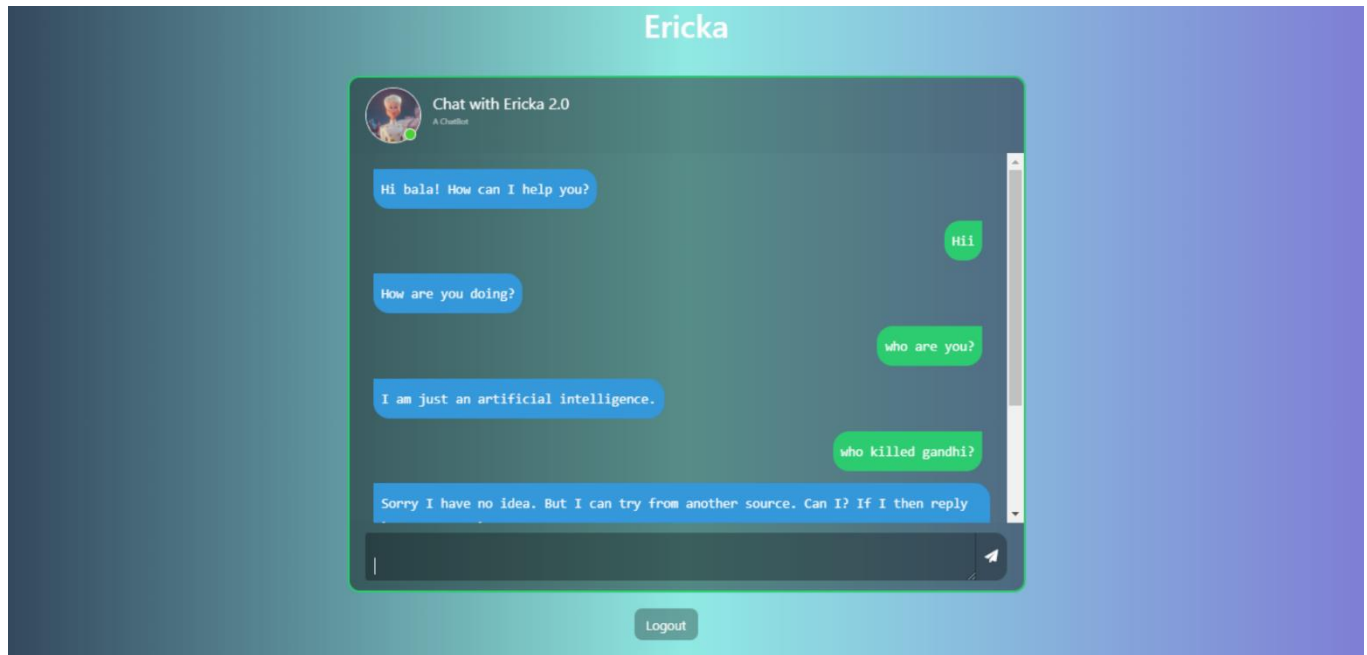 Ericka
Chat with Ericka 2.0
A ChatBot
Hi bala! How can I help you?
Hii
How are you doing?
who are you?
I am just an artificial intelligence.
who killed gandhi?
Sorry I have no idea. But I can try from another source. Can I? If I then reply
Logout